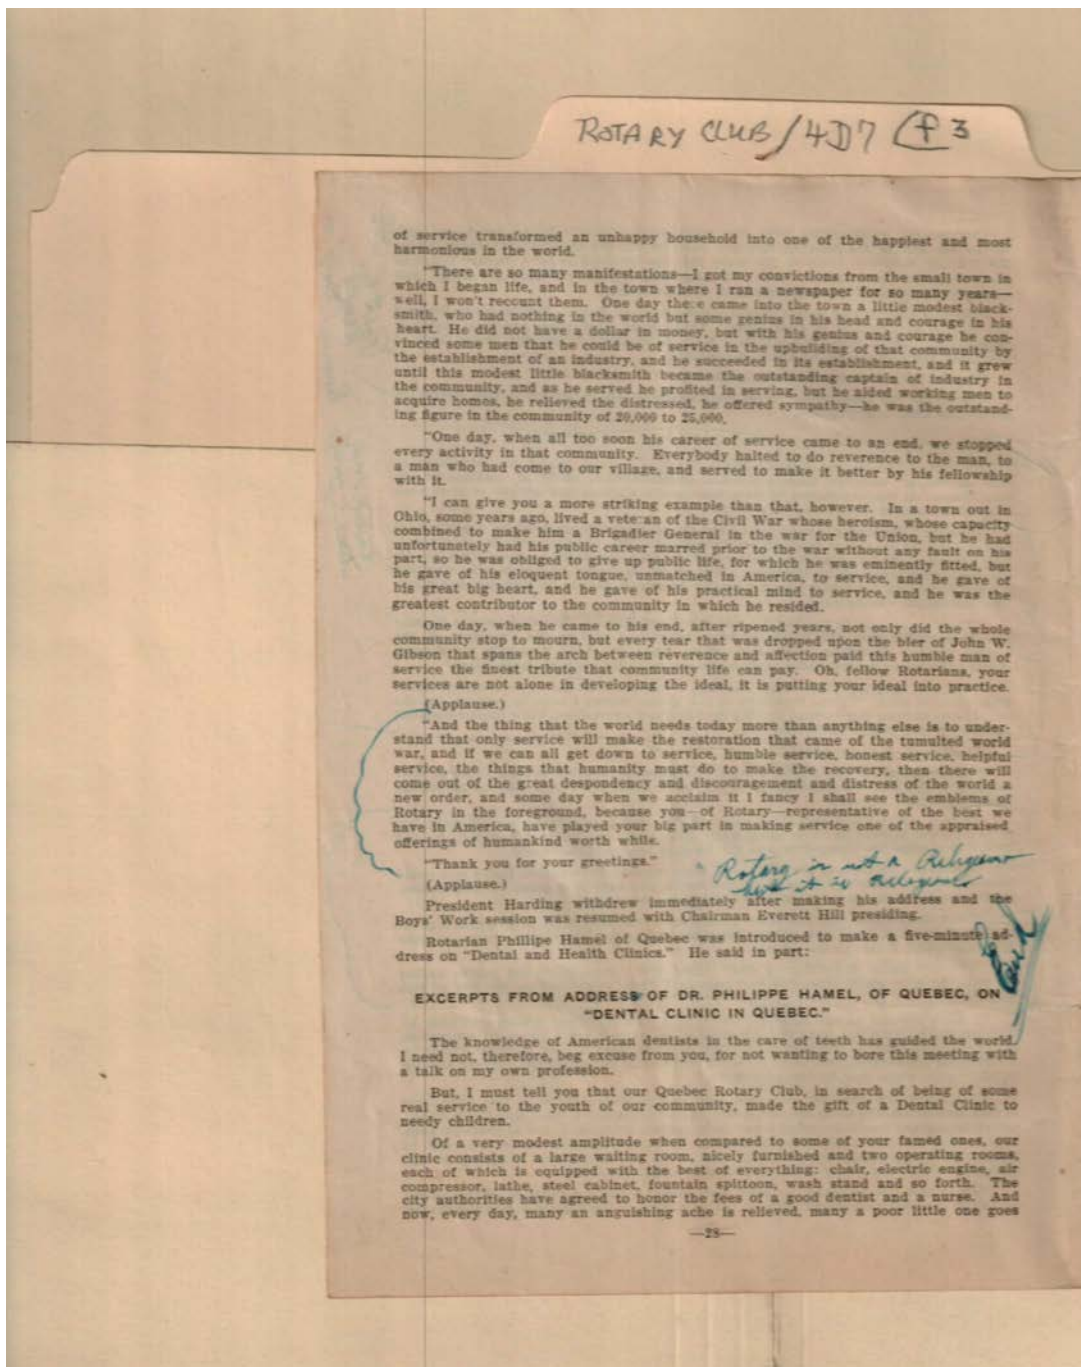 ROTARY CLUB/4D7 f3
of service transformed an unhappy household into one of the happiest and most
harmonious in the world.
"There are so many manifestations—I got my convictions from the small town in
which I began life, and in the town where I ran a newspaper for so many years—
well, I won't recount them. One day there came into the town a little modest black-
smith, who had nothing in the world but some genius in his head and courage in his
heart. He did not have a dollar in money, but with his genius and courage he con-
vinced some men that he could be of service in the upbuilding of that community by
the establishment of an industry, and he succeeded in its establishment, and it grew
until this modest little blacksmith became the outstanding captain of industry in
the community, and as he served he profited in serving, but he aided working men to
acquire homes, he relieved the distressed, he offered sympathy—he was the outstand-
ing figure in the community of 20,000 to 25,000.
"One day, when all too soon his career of service came to an end, we stopped
every activity in that community. Everybody halted to do reverence to the man, to
a man who had come to our village, and served to make it better by his fellowship
with it.
"I can give you a more striking example than that, however. In a town out in
Ohio, some years ago, lived a veteran of the Civil War whose heroism, whose capacity
combined to make him a Brigadier General in the war for the Union, but he had
unfortunately had his public career marred prior to the war without any fault on his
part, so he was obliged to give up public life, for which he was eminently fitted, but
he gave of his eloquent tongue, unmatched in America, to service, and he gave of
his great big heart, and he gave of his practical mind to service, and he was the
greatest contributor to the community in which he resided.
One day, when he came to his end, after ripened years, not only did the whole
community stop to mourn, but every tear that was dropped upon the bier of John W.
Gibson that spans the arch between reverence and affection paid this humble man of
service the finest tribute that community life can pay. Oh, fellow Rotarians, your
services are not alone in developing the ideal, it is putting your ideal into practice.
(Applause.)
"And the thing that the world needs today more than anything else is to under-
stand that only service will make the restoration that came of the tumulted world
war, and if we can all get down to service, humble service, honest service, helpful
service, the things that humanity must do to make the recovery, then there will
come out of the great despondency and discouragement and distress of the world a
new order, and some day when we acclaim it I fancy I shall see the emblems of
Rotary in the foreground, because you—of Rotary—representative of the best we
have in America, have played your big part in making service one of the appraised
offerings of humankind worth while.
"Thank you for your greetings."
"Rotary is not a Religion
but it is Religious
(Applause.)
President Harding withdrew immediately after making his address and the
Boys' Work session was resumed with Chairman Everett Hill presiding.
Rotarian Phillipe Hamel of Quebec was introduced to make a five-minute ad-
dress on "Dental and Health Clinics." He said in part:
EXCERPTS FROM ADDRESS OF DR. PHILIPPE HAMEL, OF QUEBEC, ON
"DENTAL CLINIC IN QUEBEC."
The knowledge of American dentists in the care of teeth has guided the world.
I need not, therefore, beg excuse from you, for not wanting to bore this meeting with
a talk on my own profession.
But, I must tell you that our Quebec Rotary Club, in search of being of some
real service to the youth of our community, made the gift of a Dental Clinic to
needy children.
Of a very modest amplitude when compared to some of your famed ones, our
clinic consists of a large waiting room, nicely furnished and two operating rooms,
each of which is equipped with the best of everything: chair, electric engine, air
compressor, lathe, steel cabinet, fountain spittoon, wash stand and so forth. The
city authorities have agreed to honor the fees of a good dentist and a nurse. And
now, every day, many an anguishing ache is relieved, many a poor little one goes
—28—